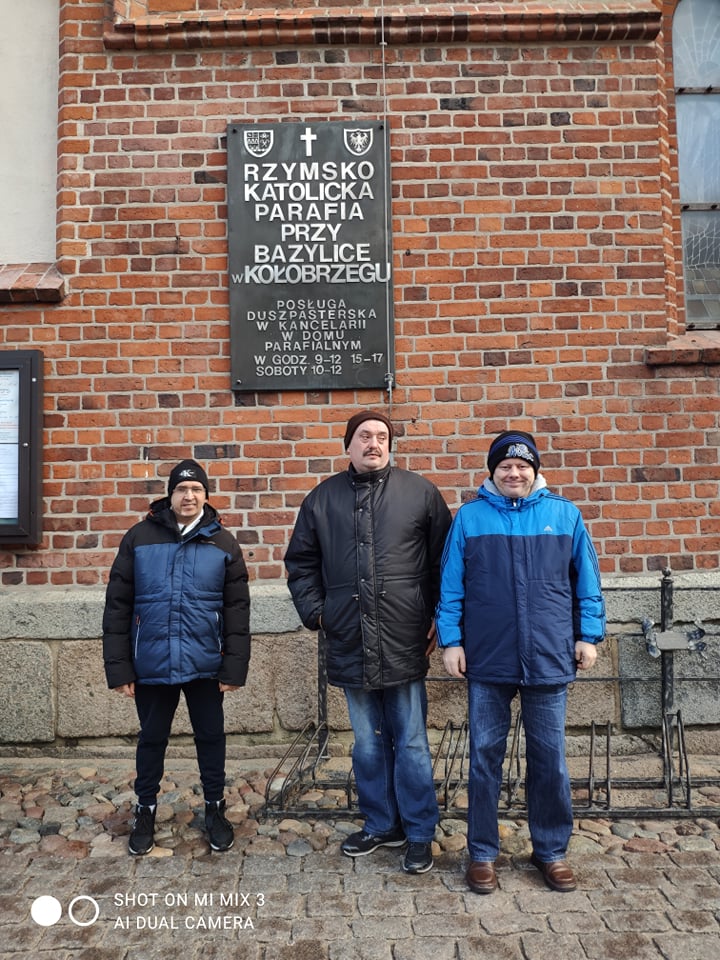 RZYMSKO
KATOLICKA
PARAFIA
PRZY
BAZYLICE
W KOŁOBRZEGU
POSŁUGA
DUSZPASTERSKA
W KANCELARII
W DOMU
PARAFIALNYM
W GODZ. 9-12 15-17
SOBOTY 10-12
SHOT ON MI MIX 3
AI DUAL CAMERA